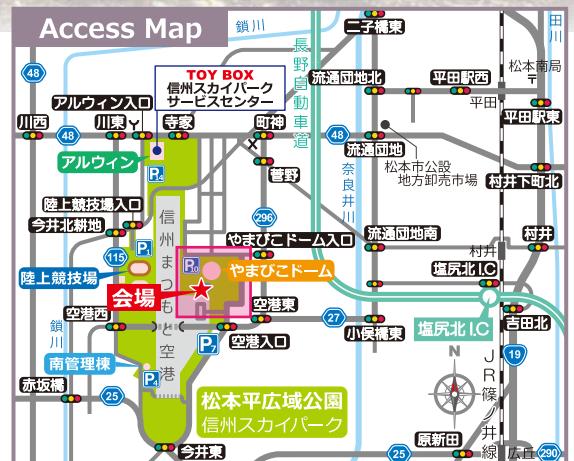 Access Map
鎖川
二子橋東
田川
48
長野自動車道
TOY BOX
信州スカイパーク
サービスセンター
流通団地北
平田駅西
松本南局
平田
平田駅東
アルウィン入口
川西
48
川東
寺家
町神
48
流通団地
松本市公設
地方卸売市場
アルウィン
P4
菅野
奈良井川
村井下町北
陸上競技場入口
今井北耕地
信州まつもと空港
296
流通団地南
村井
115
P1
やまびこドーム入口
村井
P10
やまびこドーム
塩尻北I.C
陸上競技場
会場
空港西
空港東
27
小俣橋東
塩尻北I.C
吉田北
鎖川
空港入口
P7
南管理棟
P4
N
19
JR篠ノ井線
赤坂橋
25
松本平広域公園
信州スカイパーク
原新田
今井東
25
広丘
290